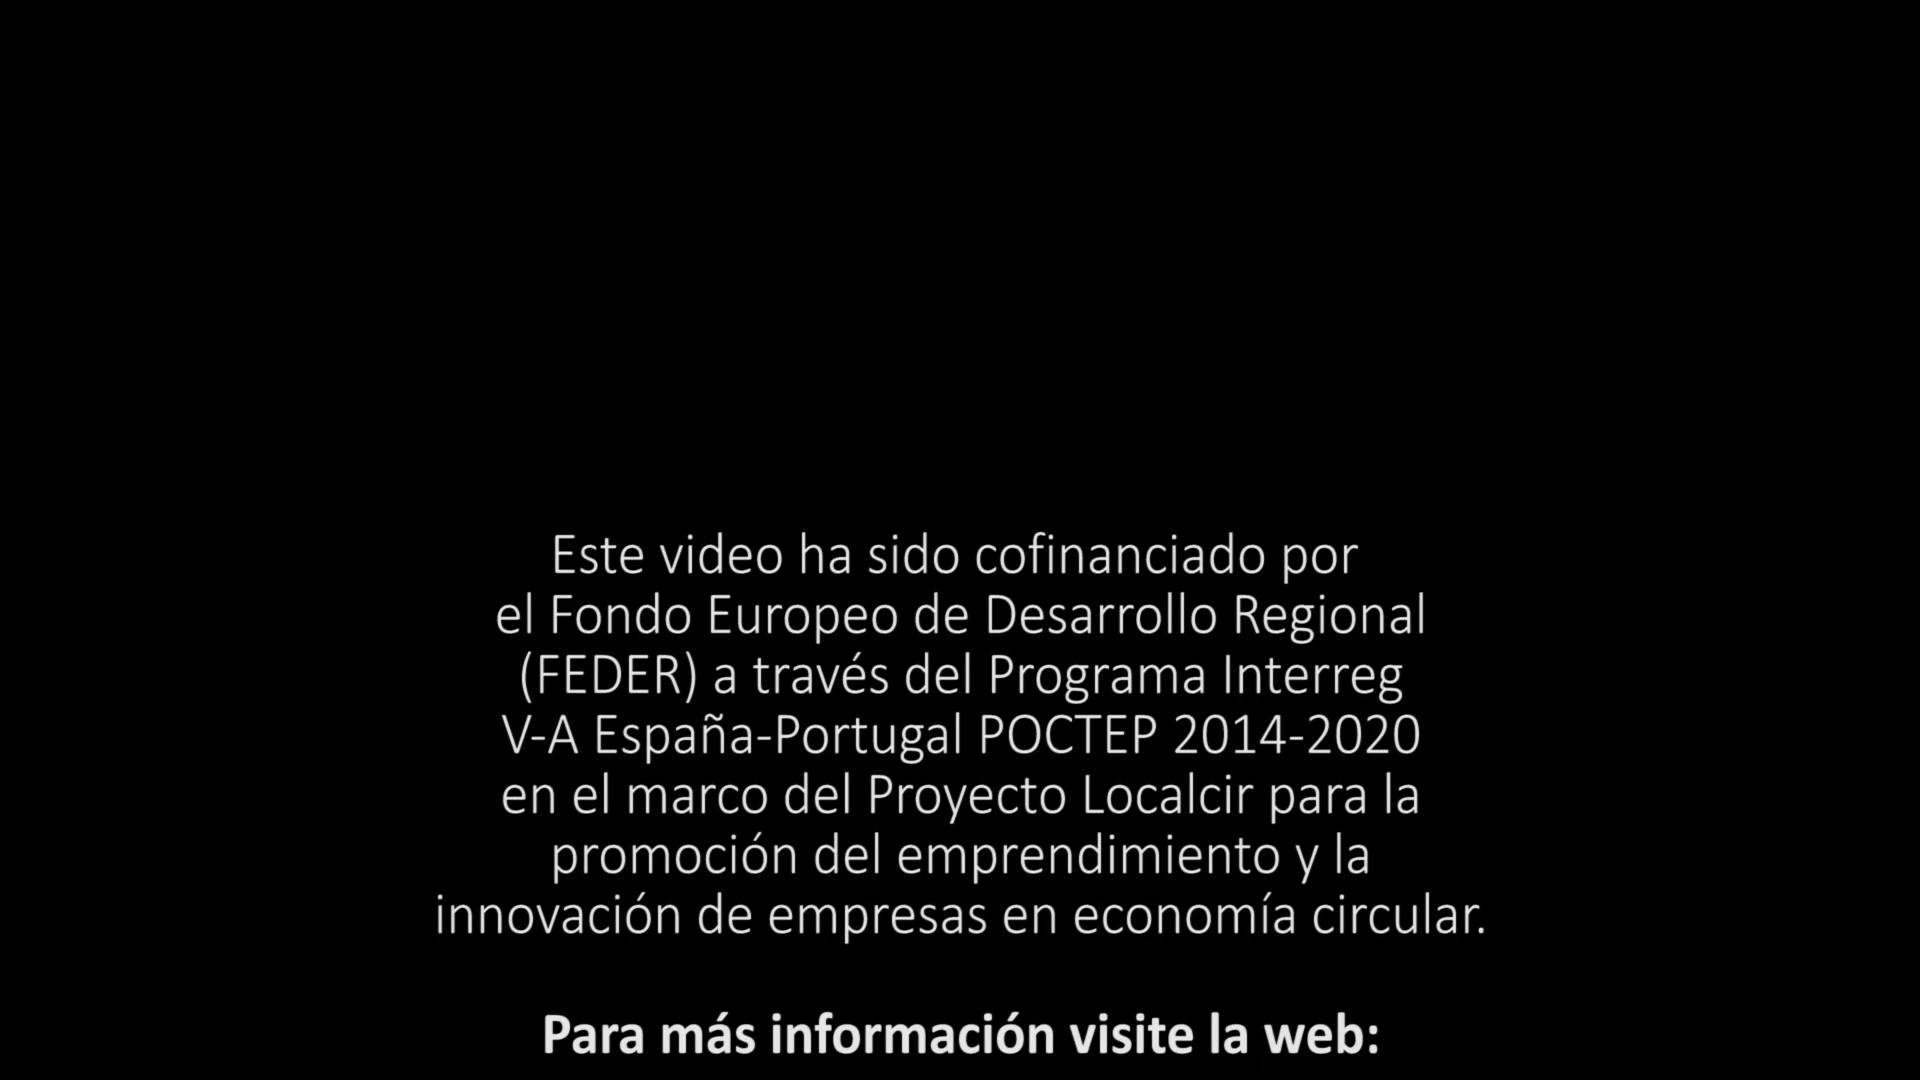 Este video ha sido cofinanciado por
el Fondo Europeo de Desarrollo Regional
(FEDER) a través del Programa Interreg
V-A España-Portugal POCTEP 2014-2020
en el marco del Proyecto Localcir para la
promoción del emprendimiento y la
innovación de empresas en economía circular.
Para más información visite la web: